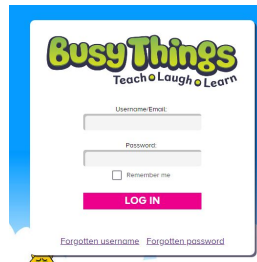 Busy Things
Teach Laugh Learn
Username/Email:
Password:
Remember me
LOG IN
Forgotten username Forgotten password